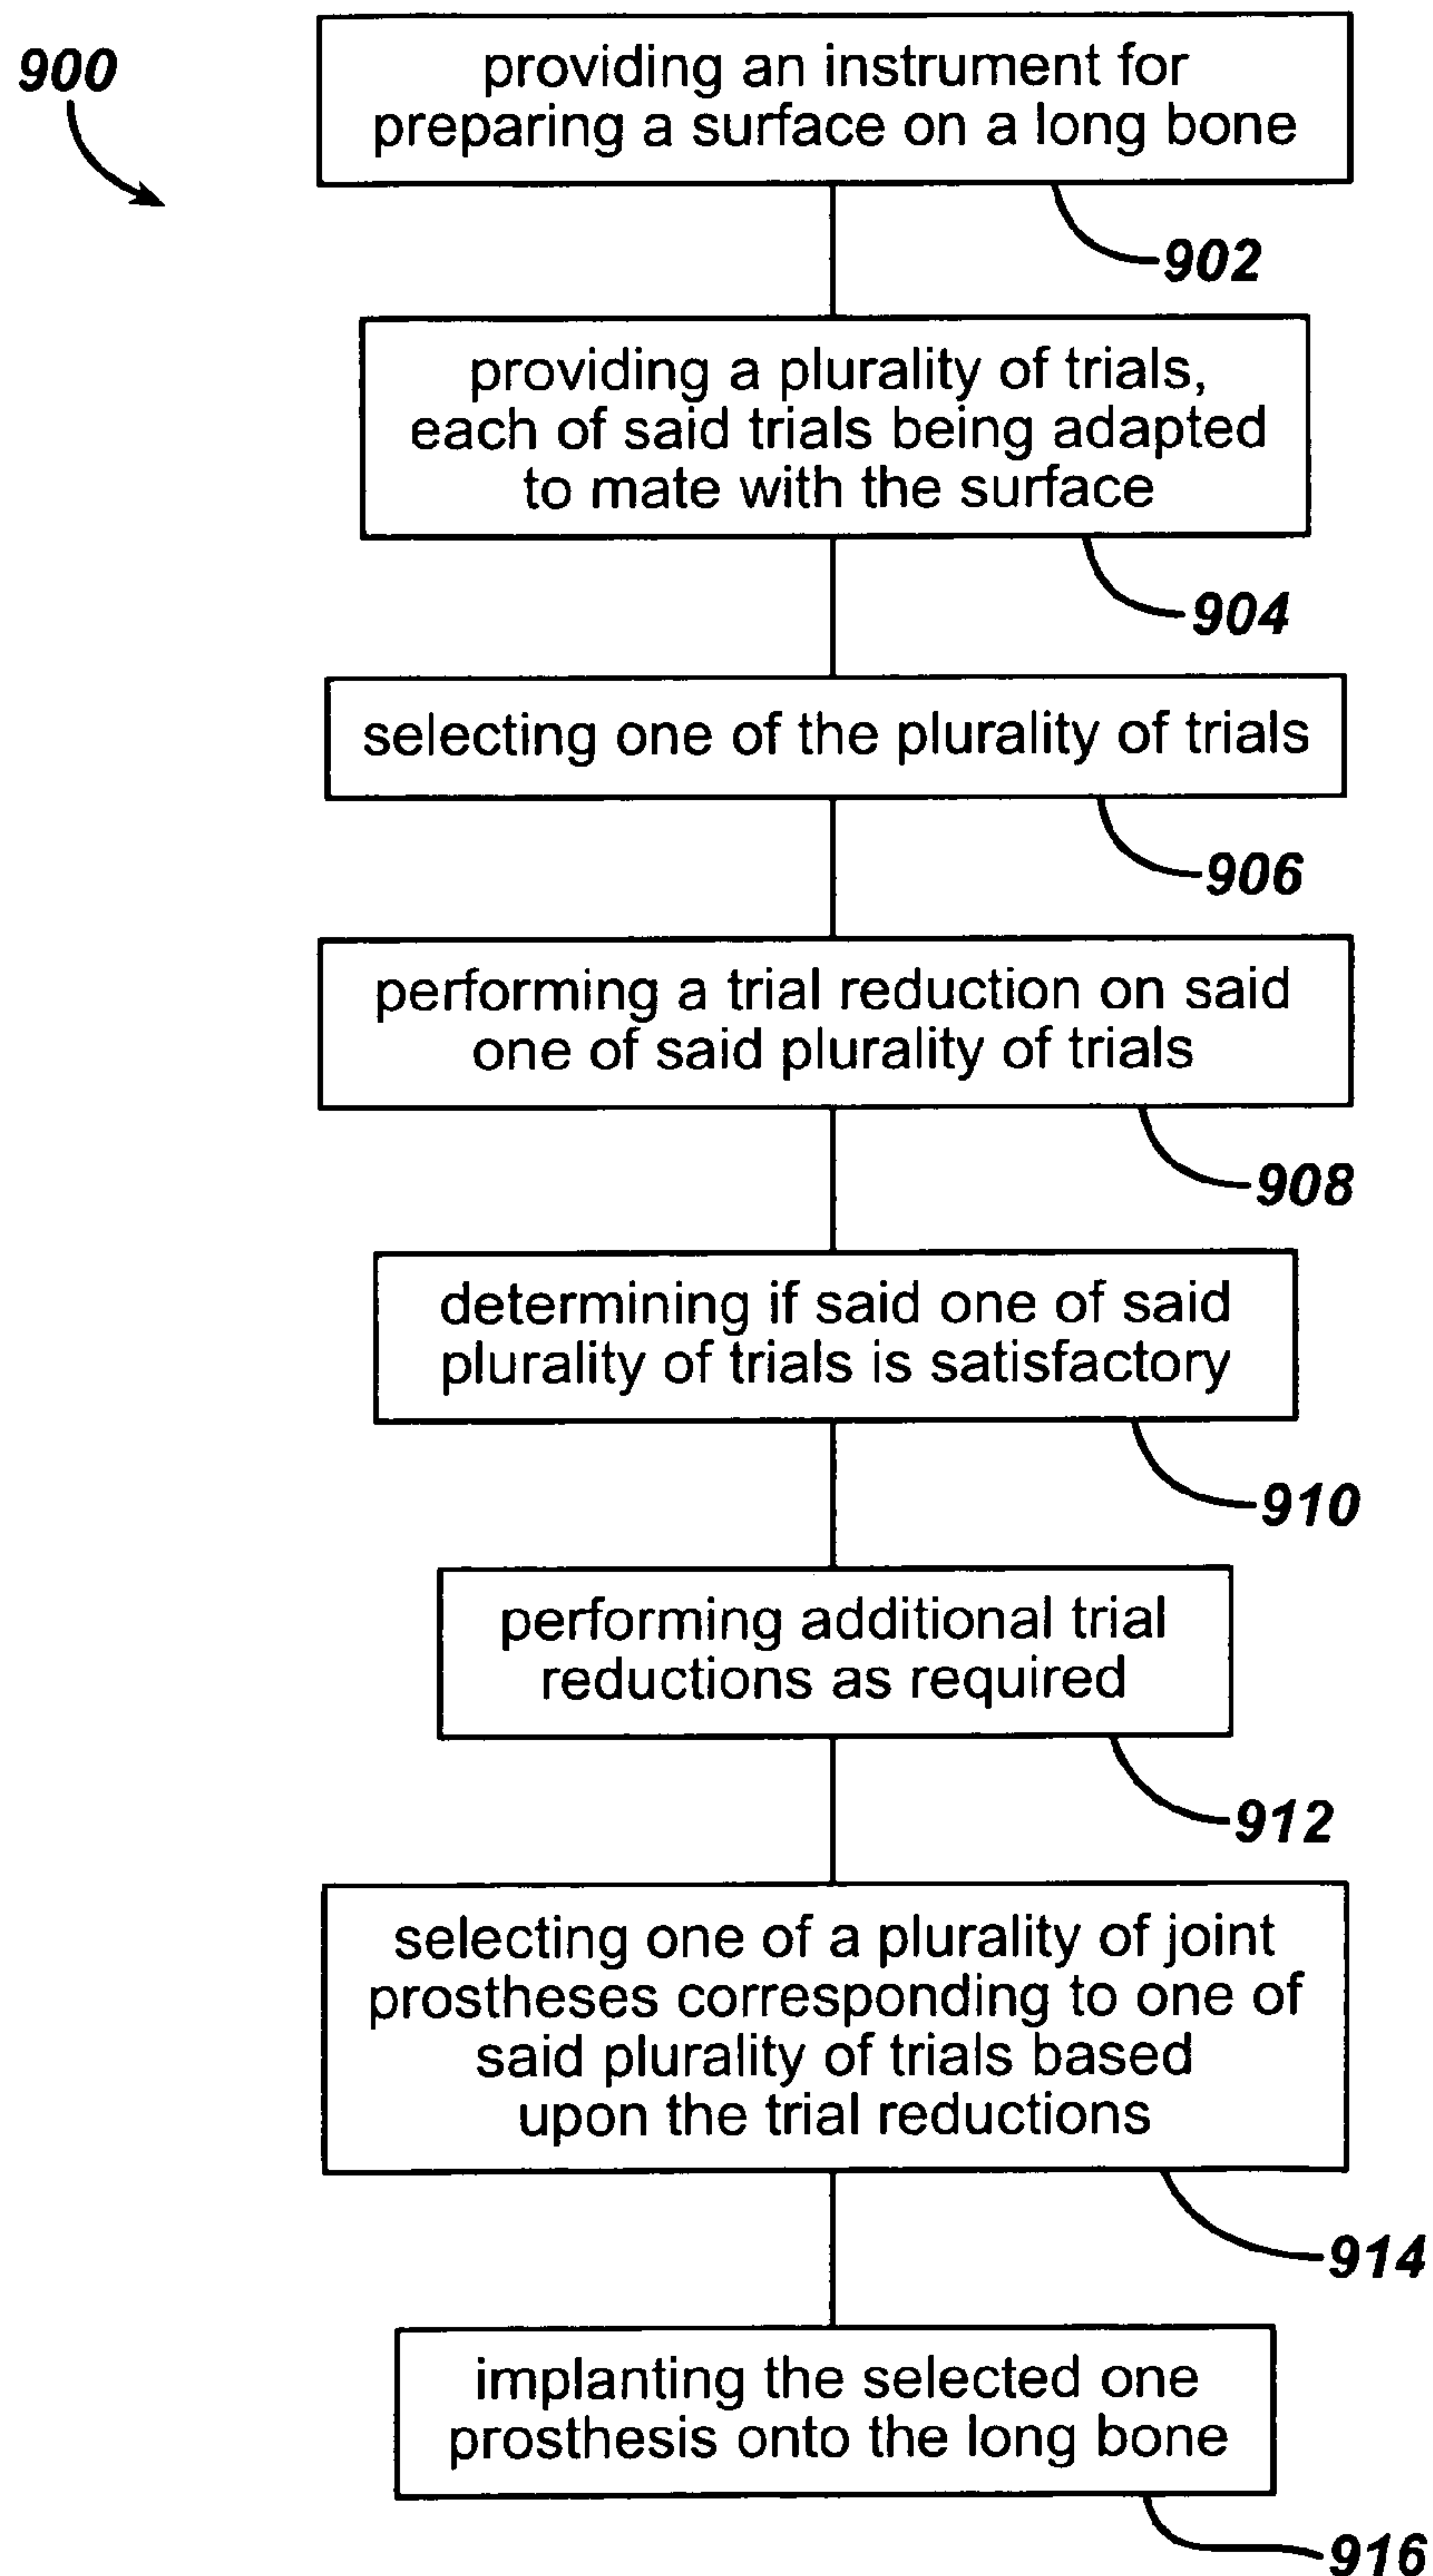 900
providing an instrument for
preparing a surface on a long bone
902
providing a plurality of trials,
each of said trials being adapted
to mate with the surface
904
selecting one of the plurality of trials
906
performing a trial reduction on said
one of said plurality of trials
908
determining if said one of said
plurality of trials is satisfactory
910
performing additional trial
reductions as required
912
selecting one of a plurality of joint
prostheses corresponding to one of
said plurality of trials based
upon the trial reductions
914
implanting the selected one
prosthesis onto the long bone
916